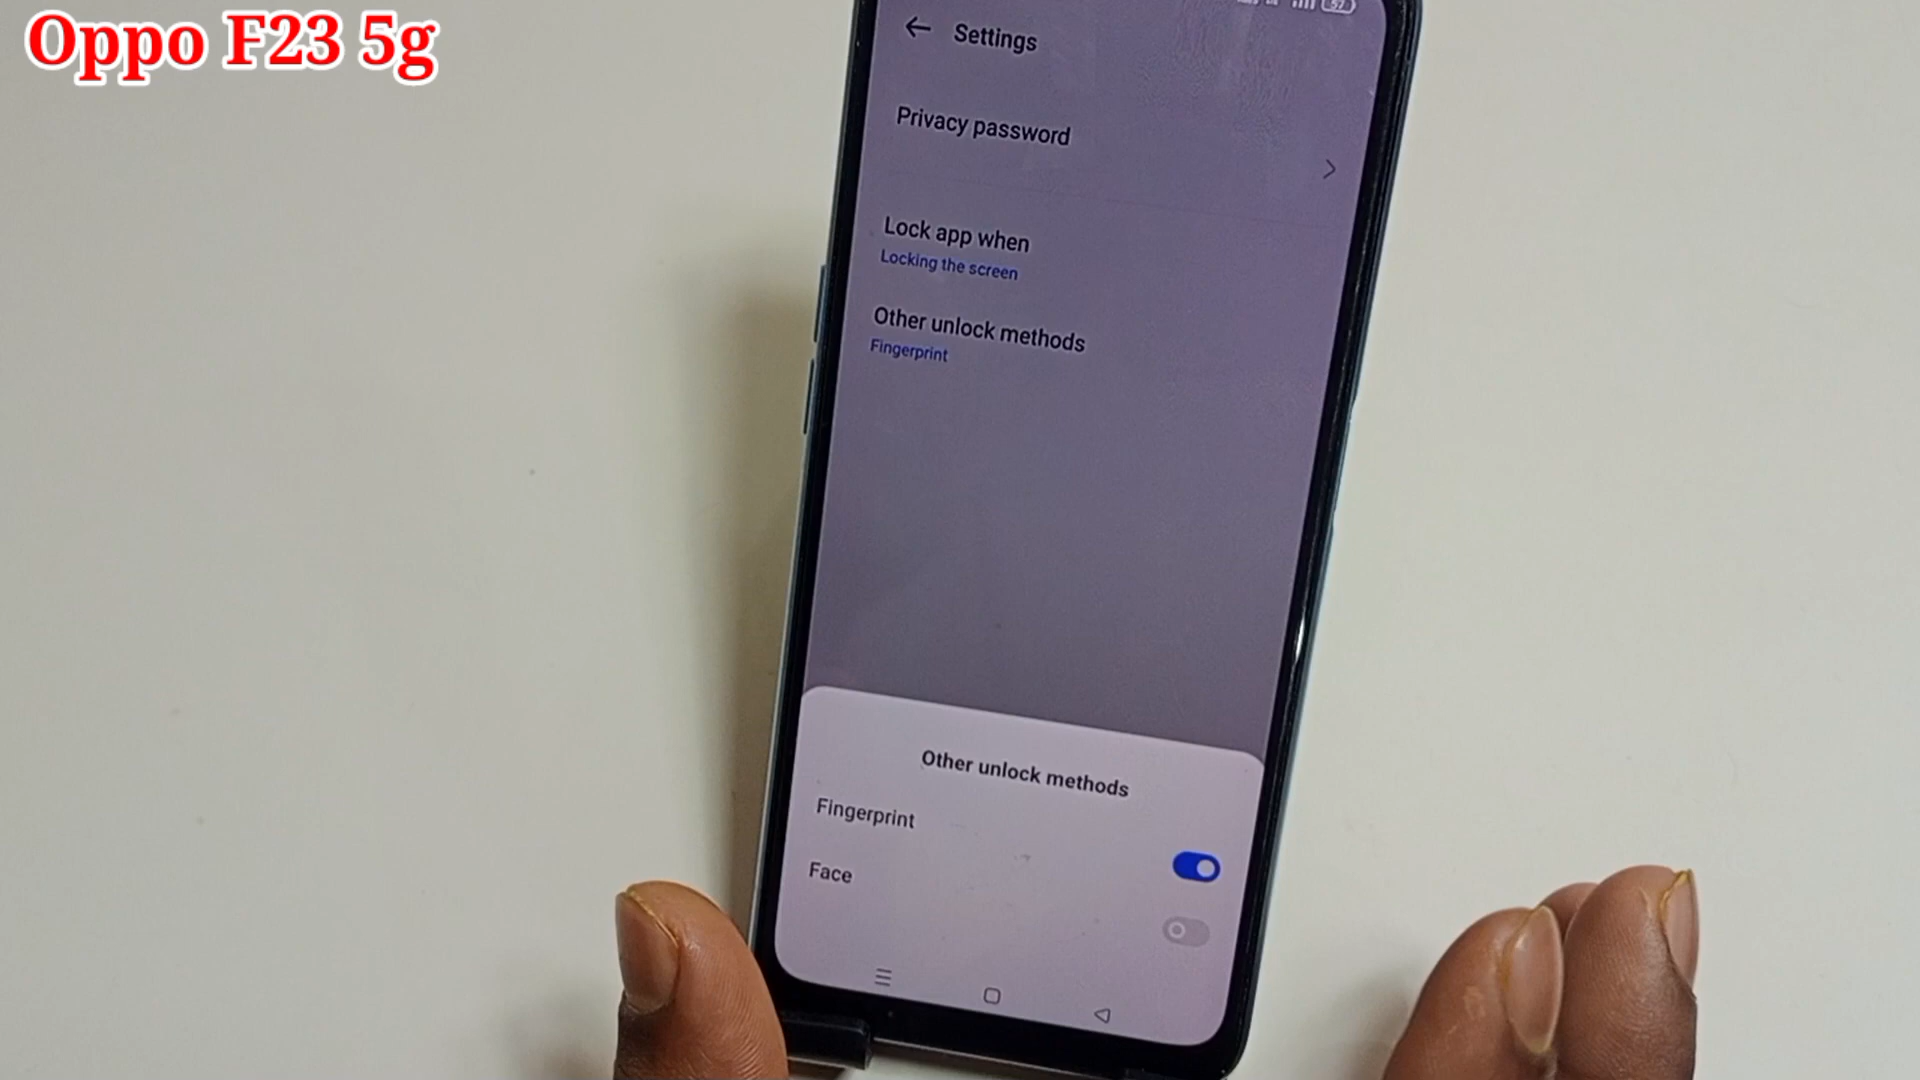 Oppo F23 5g
57
Settings
Privacy password
Lock app when
Locking the screen
Other unlock methods
Fingerprint
Other unlock methods
Fingerprint
Face